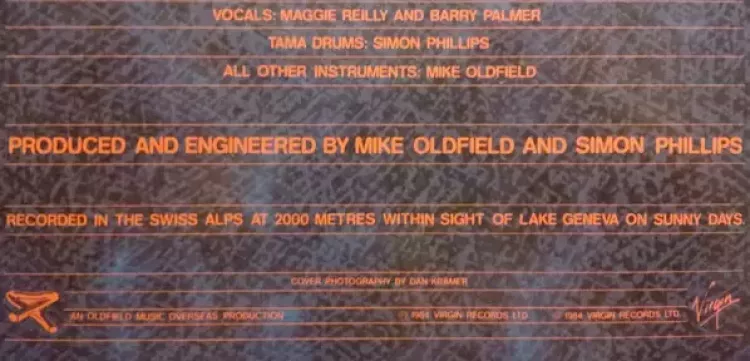 VOCALS: MAGGIE REILLY AND BARRY PALMER
TAMA DRUMS: SIMON PHILLIPS
ALL OTHER INSTRUMENTS: MIKE OLDFIELD
PRODUCED AND ENGINEERED BY MIKE OLDFIELD AND SIMON PHILLIPS
RECORDED IN THE SWISS ALPS AT 2000 METRES WITHIN SIGHT OF LAKE GENEVA ON SUNNY DAYS
COVER PHOTOGRAPHY BY DAN KRAMER
AN OLDFIELD MUSIC OVERSEAS PRODUCTION Ⓟ 1984 VIRGIN RECORDS LTD © 1984 VIRGIN RECORDS LTD. Virgin